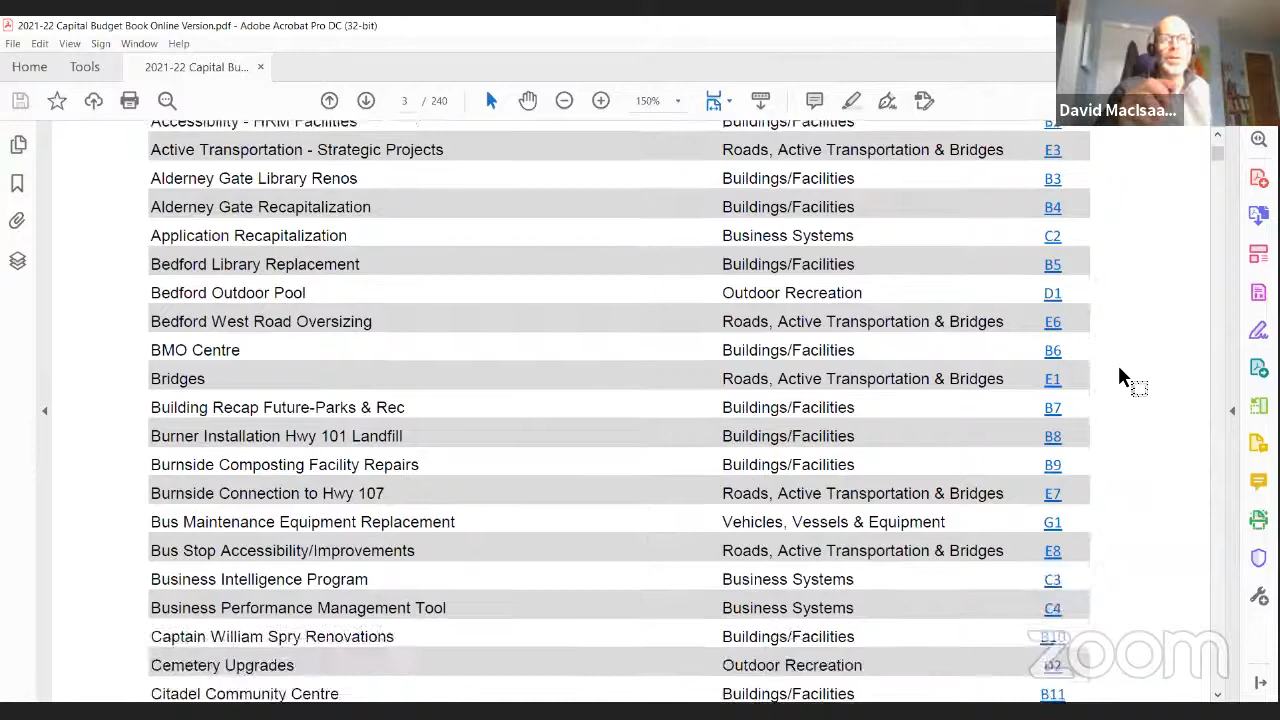 2021-22 Capital Budget Book Online Version.pdf - Adobe Acrobat Pro DC (32-bit)
File Edit View Sign Window Help
Home Tools 2021-22 Capital Bu... ×
3 / 240 150%
David MacIsaa...
Accessibility - HRM Facilities Buildings/Facilities B2
Active Transportation - Strategic Projects Roads, Active Transportation & Bridges E3
Alderney Gate Library Renos Buildings/Facilities B3
Alderney Gate Recapitalization Buildings/Facilities B4
Application Recapitalization Business Systems C2
Bedford Library Replacement Buildings/Facilities B5
Bedford Outdoor Pool Outdoor Recreation D1
Bedford West Road Oversizing Roads, Active Transportation & Bridges E6
BMO Centre Buildings/Facilities B6
Bridges Roads, Active Transportation & Bridges E1
Building Recap Future-Parks & Rec Buildings/Facilities B7
Burner Installation Hwy 101 Landfill Buildings/Facilities B8
Burnside Composting Facility Repairs Buildings/Facilities B9
Burnside Connection to Hwy 107 Roads, Active Transportation & Bridges E7
Bus Maintenance Equipment Replacement Vehicles, Vessels & Equipment G1
Bus Stop Accessibility/Improvements Roads, Active Transportation & Bridges E8
Business Intelligence Program Business Systems C3
Business Performance Management Tool Business Systems C4
Captain William Spry Renovations Buildings/Facilities B10
Cemetery Upgrades Outdoor Recreation D2
Citadel Community Centre Buildings/Facilities B11
zoom